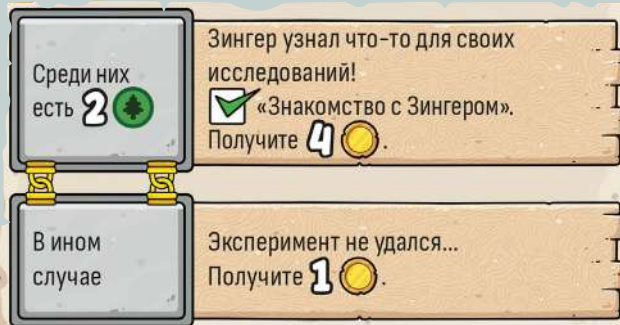 Среди них
есть 2
Зингер узнал что-то для своих
исследований!
«Знакомство с Зингером».
Получите 4.
В ином
случае
Эксперимент не удался...
Получите 1.